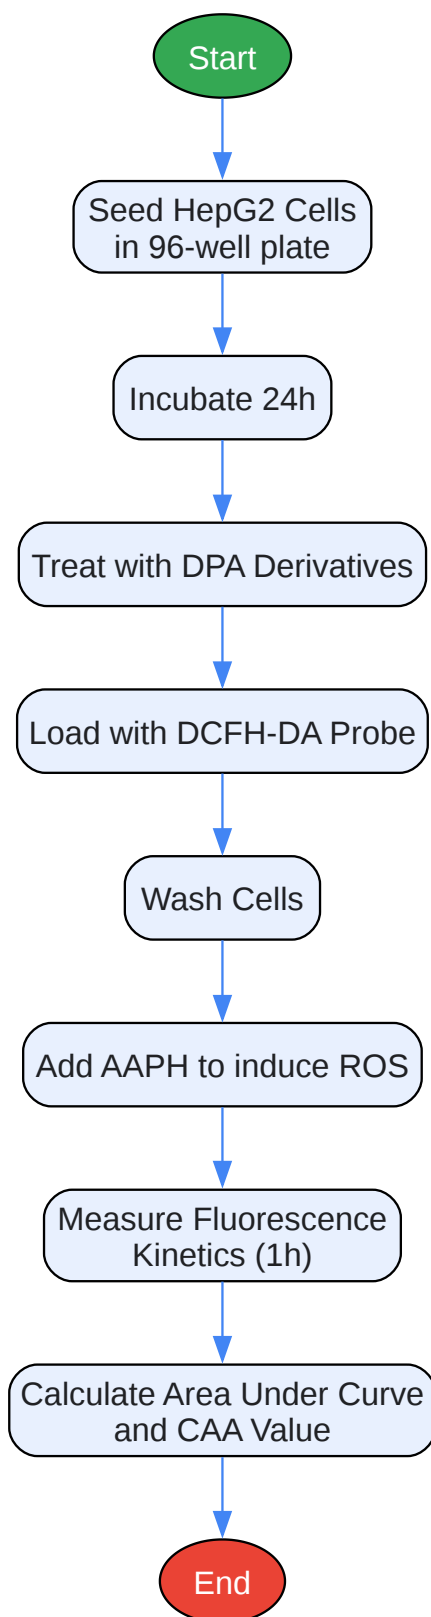 Start
Seed HepG2 Cells
in 96-well plate
Incubate 24h
Treat with DPA Derivatives
Load with DCFH-DA Probe
Wash Cells
Add AAPH to induce ROS
Measure Fluorescence
Kinetics (1h)
Calculate Area Under Curve
and CAA Value
End